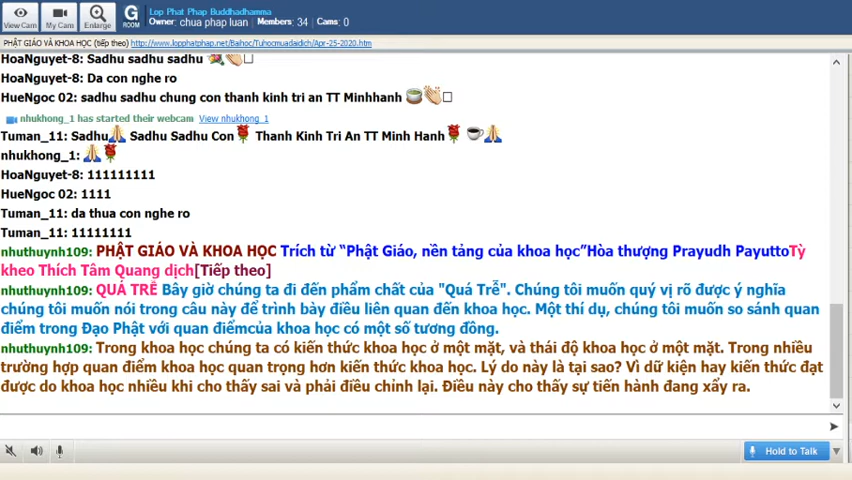 View Cam
My Cam
Enlarge
G
ROOM
Lop Phat Phap Buddhadhamma
Owner: chua phap luan Members: 34 Cams: 0
PHẬT GIÁO VÀ KHOA HỌC (tiếp theo) http://www.lopphatphap.net/Baihoc/Tuhocmuadaidich/Apr-25-2020.htm
HoaNguyet-8: Sadhu sadhu sadhu
HoaNguyet-8: Da con nghe ro
HueNgoc 02: sadhu sadhu chung con thanh kinh tri an TT Minhhanh
nhukhong_1 has started their webcam View nhukhong_1
Tuman_11: Sadhu Sadhu Sadhu Con Thanh Kinh Tri An TT Minh Hanh
nhukhong_1:
HoaNguyet-8: 111111111
HueNgoc 02: 1111
Tuman_11: da thua con nghe ro
Tuman_11: 11111111
nhuthuynh109: PHẬT GIÁO VÀ KHOA HỌC Trích từ “Phật Giáo, nền tảng của khoa học”Hòa thượng Prayudh PayuttoTỳ
kheo Thích Tâm Quang dịch[Tiếp theo]
nhuthuynh109: QUÁ TRỄ Bây giờ chúng ta đi đến phẩm chất của "Quá Trễ". Chúng tôi muốn quý vị rõ được ý nghĩa
chúng tôi muốn nói trong câu này để trình bày điều liên quan đến khoa học. Một thí dụ, chúng tôi muốn so sánh quan
điểm trong Đạo Phật với quan điểmcủa khoa học có một số tương đồng.
nhuthuynh109: Trong khoa học chúng ta có kiến thức khoa học ở một mặt, và thái độ khoa học ở một mặt. Trong nhiều
trường hợp quan điểm khoa học quan trọng hơn kiến thức khoa học. Lý do này là tại sao? Vì dữ kiện hay kiến thức đạt
được do khoa học nhiều khi cho thấy sai và phải điều chỉnh lại. Điều này cho thấy sự tiến hành đang xẩy ra.
Hold to Talk